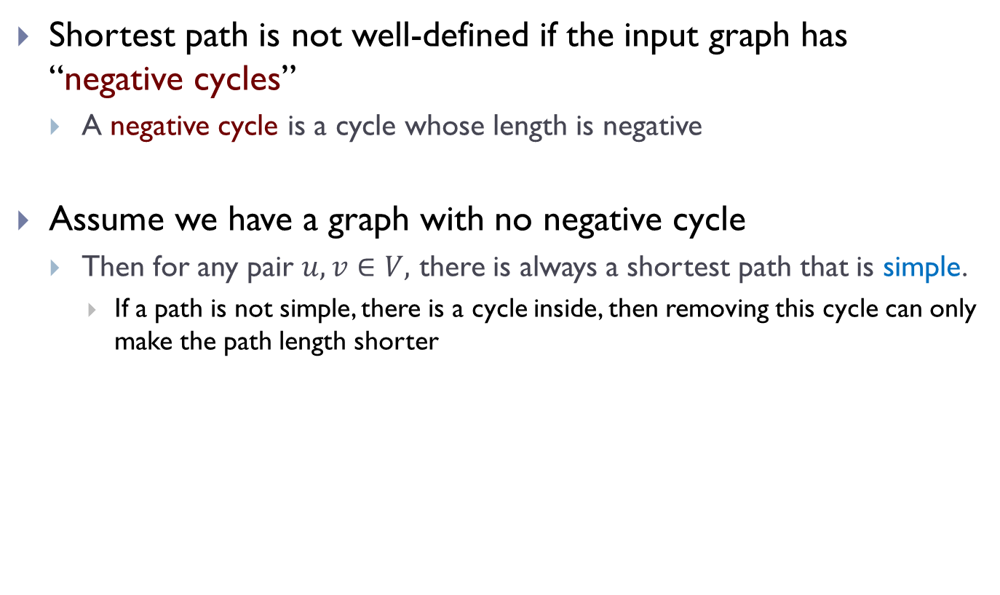 Shortest path is not well-defined if the input graph has
“negative cycles”
A negative cycle is a cycle whose length is negative
Assume we have a graph with no negative cycle
Then for any pair 𝑢, 𝑣 ∈ 𝑉, there is always a shortest path that is simple.
If a path is not simple, there is a cycle inside, then removing this cycle can only
make the path length shorter